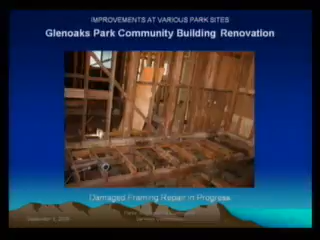 IMPROVEMENTS AT VARIOUS PARK SITES
Glenoaks Park Community Building Renovation
Damaged Framing Repair in Progress